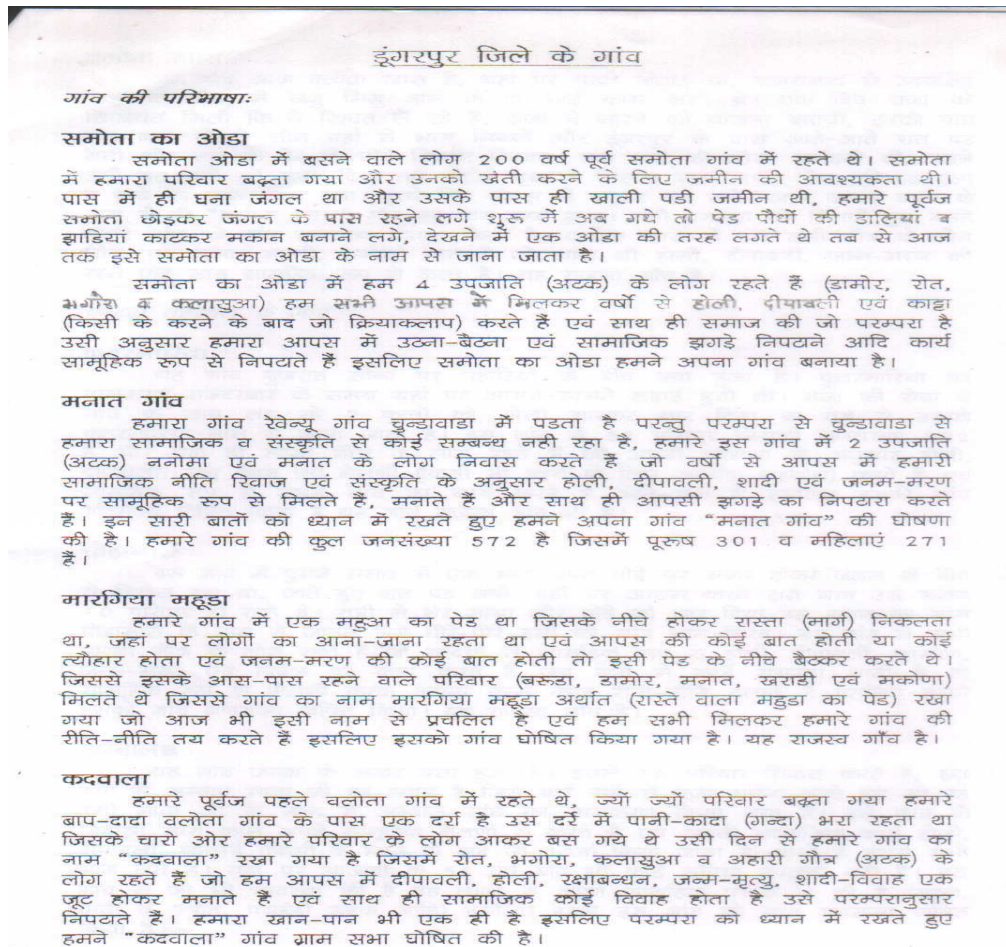 डूंगरपुर जिले के गांव
गांव की परिभाषाः
समोता का ओडा
समोता ओडा में बसने वाले लोग 200 वर्ष पूर्व समोता गांव में रहते थे। समोता
में हमारा परिवार बढ़ता गया और उनको खेती करने के लिए जमीन की आवश्यकता थी।
पास में ही घना जंगल था और उसके पास ही खाली पडी जमीन थी, हमारे पूर्वज
समोता छोड़कर जंगल के पास रहने लगे शुरू में अब गये तो पेड पौधों की डालियां ब
झाडियां काटकर मकान बनाने लगे, देखने में एक ओडा की तरह लगते थे तब से आज
तक इसे समोता का ओडा के नाम से जाना जाता है।
समोता का ओडा में हम 4 उपजाति (अटक) के लोग रहते हैं (डामोर, रोत,
भगोरा व कलासुआ) हम सभी आपस में मिलकर वर्षो से होली, दीपावली एवं काट्टा
(किसी के करने के बाद जो क्रियाकलाप) करते हैं एवं साथ ही समाज की जो परम्परा है
उसी अनुसार हमारा आपस में उठना–बैठना एवं सामाजिक झगडे निपटाने आदि कार्य
सामूहिक रूप से निपटाते हैं इसलिए समोता का ओडा हमने अपना गांव बनाया है।
मनात गांव
हमारा गांव रेवेन्यू गांव चुन्डावाडा में पडता है परन्तु परम्परा से चुन्डावाडा से
हमारा सामाजिक व संस्कृति से कोई सम्बन्ध नही रहा है, हमारे इस गांव में 2 उपजाति
(अटक) ननोमा एवं मनात के लोग निवास करते हैं जो वर्षो से आपस में हमारी
सामाजिक नीति रिवाज एवं संस्कृति के अनुसार होली, दीपावली, शादी एवं जनम–मरण
पर सामूहिक रूप से मिलते हैं, मनाते हैं और साथ ही आपसी झगडे का निपटारा करते
हैं। इन सारी बातों को ध्यान में रखते हुए हमने अपना गांव "मनात गांव" की घोषणा
की है। हमारे गांव की कुल जनसंख्या 572 है जिसमें पूरूष 301 व महिलाएं 271
है।
मारगिया महूडा
हमारे गांव में एक महुआ का पेड था जिसके नीचे होकर रास्ता (मार्ग) निकलता
था, जहां पर लोगों का आना–जाना रहता था एवं आपस की कोई बात होती या कोई
त्यौहार होता एवं जनम–मरण की कोई बात होती तो इसी पेड के नीचे बेठकर करते थे।
जिससे इसके आस–पास रहने वाले परिवार (बरूडा, डामोर, मनात, खराडी एवं मकोणा)
मिलते थे जिससे गांव का नाम मारगिया महूडा अर्थात (रास्ते वाला महुडा का पेड) रखा
गया जो आज भी इसी नाम से प्रचलित है एवं हम सभी मिलकर हमारे गांव की
रीति–नीति तय करते हैं इसलिए इसको गांव घोषित किया गया है। यह राजस्व गाँव है।
कदवाला
हमारे पूर्वज पहले वलोता गांव में रहते थे, ज्यों ज्यों परिवार बढ़ता गया हमारे
बाप–दादा वलोता गांव के पास एक दर्रा है उस दर्रे में पानी–कादा (गन्दा) भरा रहता था
जिसके चारो ओर हमारे परिवार के लोग आकर बस गये थे उसी दिन से हमारे गांव का
नाम "कदवाला" रखा गया है जिसमें रोत, भगोरा, कलासुआ व अहारी गौत्र (अटक) के
लोग रहते हैं जो हम आपस में दीपावली, होली, रक्षाबन्धन, जन्म–मृत्यु, शादी–विवाह एक
जूट होकर मनाते हैं एवं साथ ही सामाजिक कोई विवाह होता है उसे परम्परानुसार
निपटाते हैं। हमारा खान–पान भी एक ही है इसलिए परम्परा को ध्यान में रखते हुए
हमने "कदवाला" गांव ग्राम सभा घोषित की है।